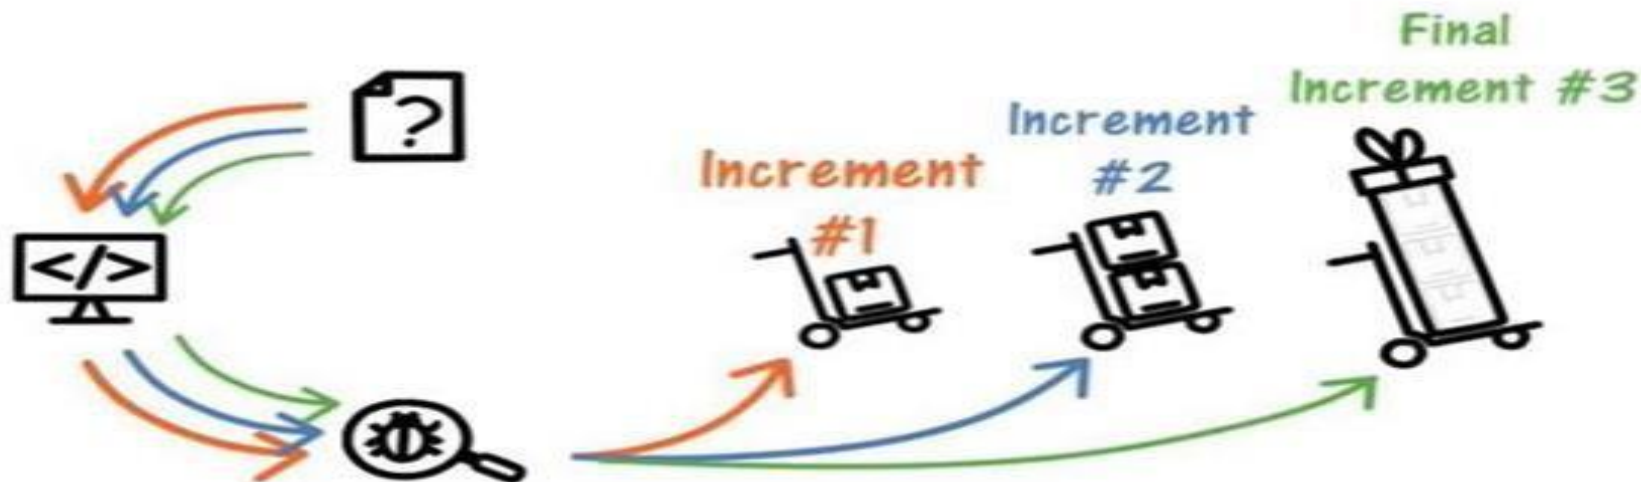 ?
</>
Increment
#1
Increment
#2
Final
Increment #3